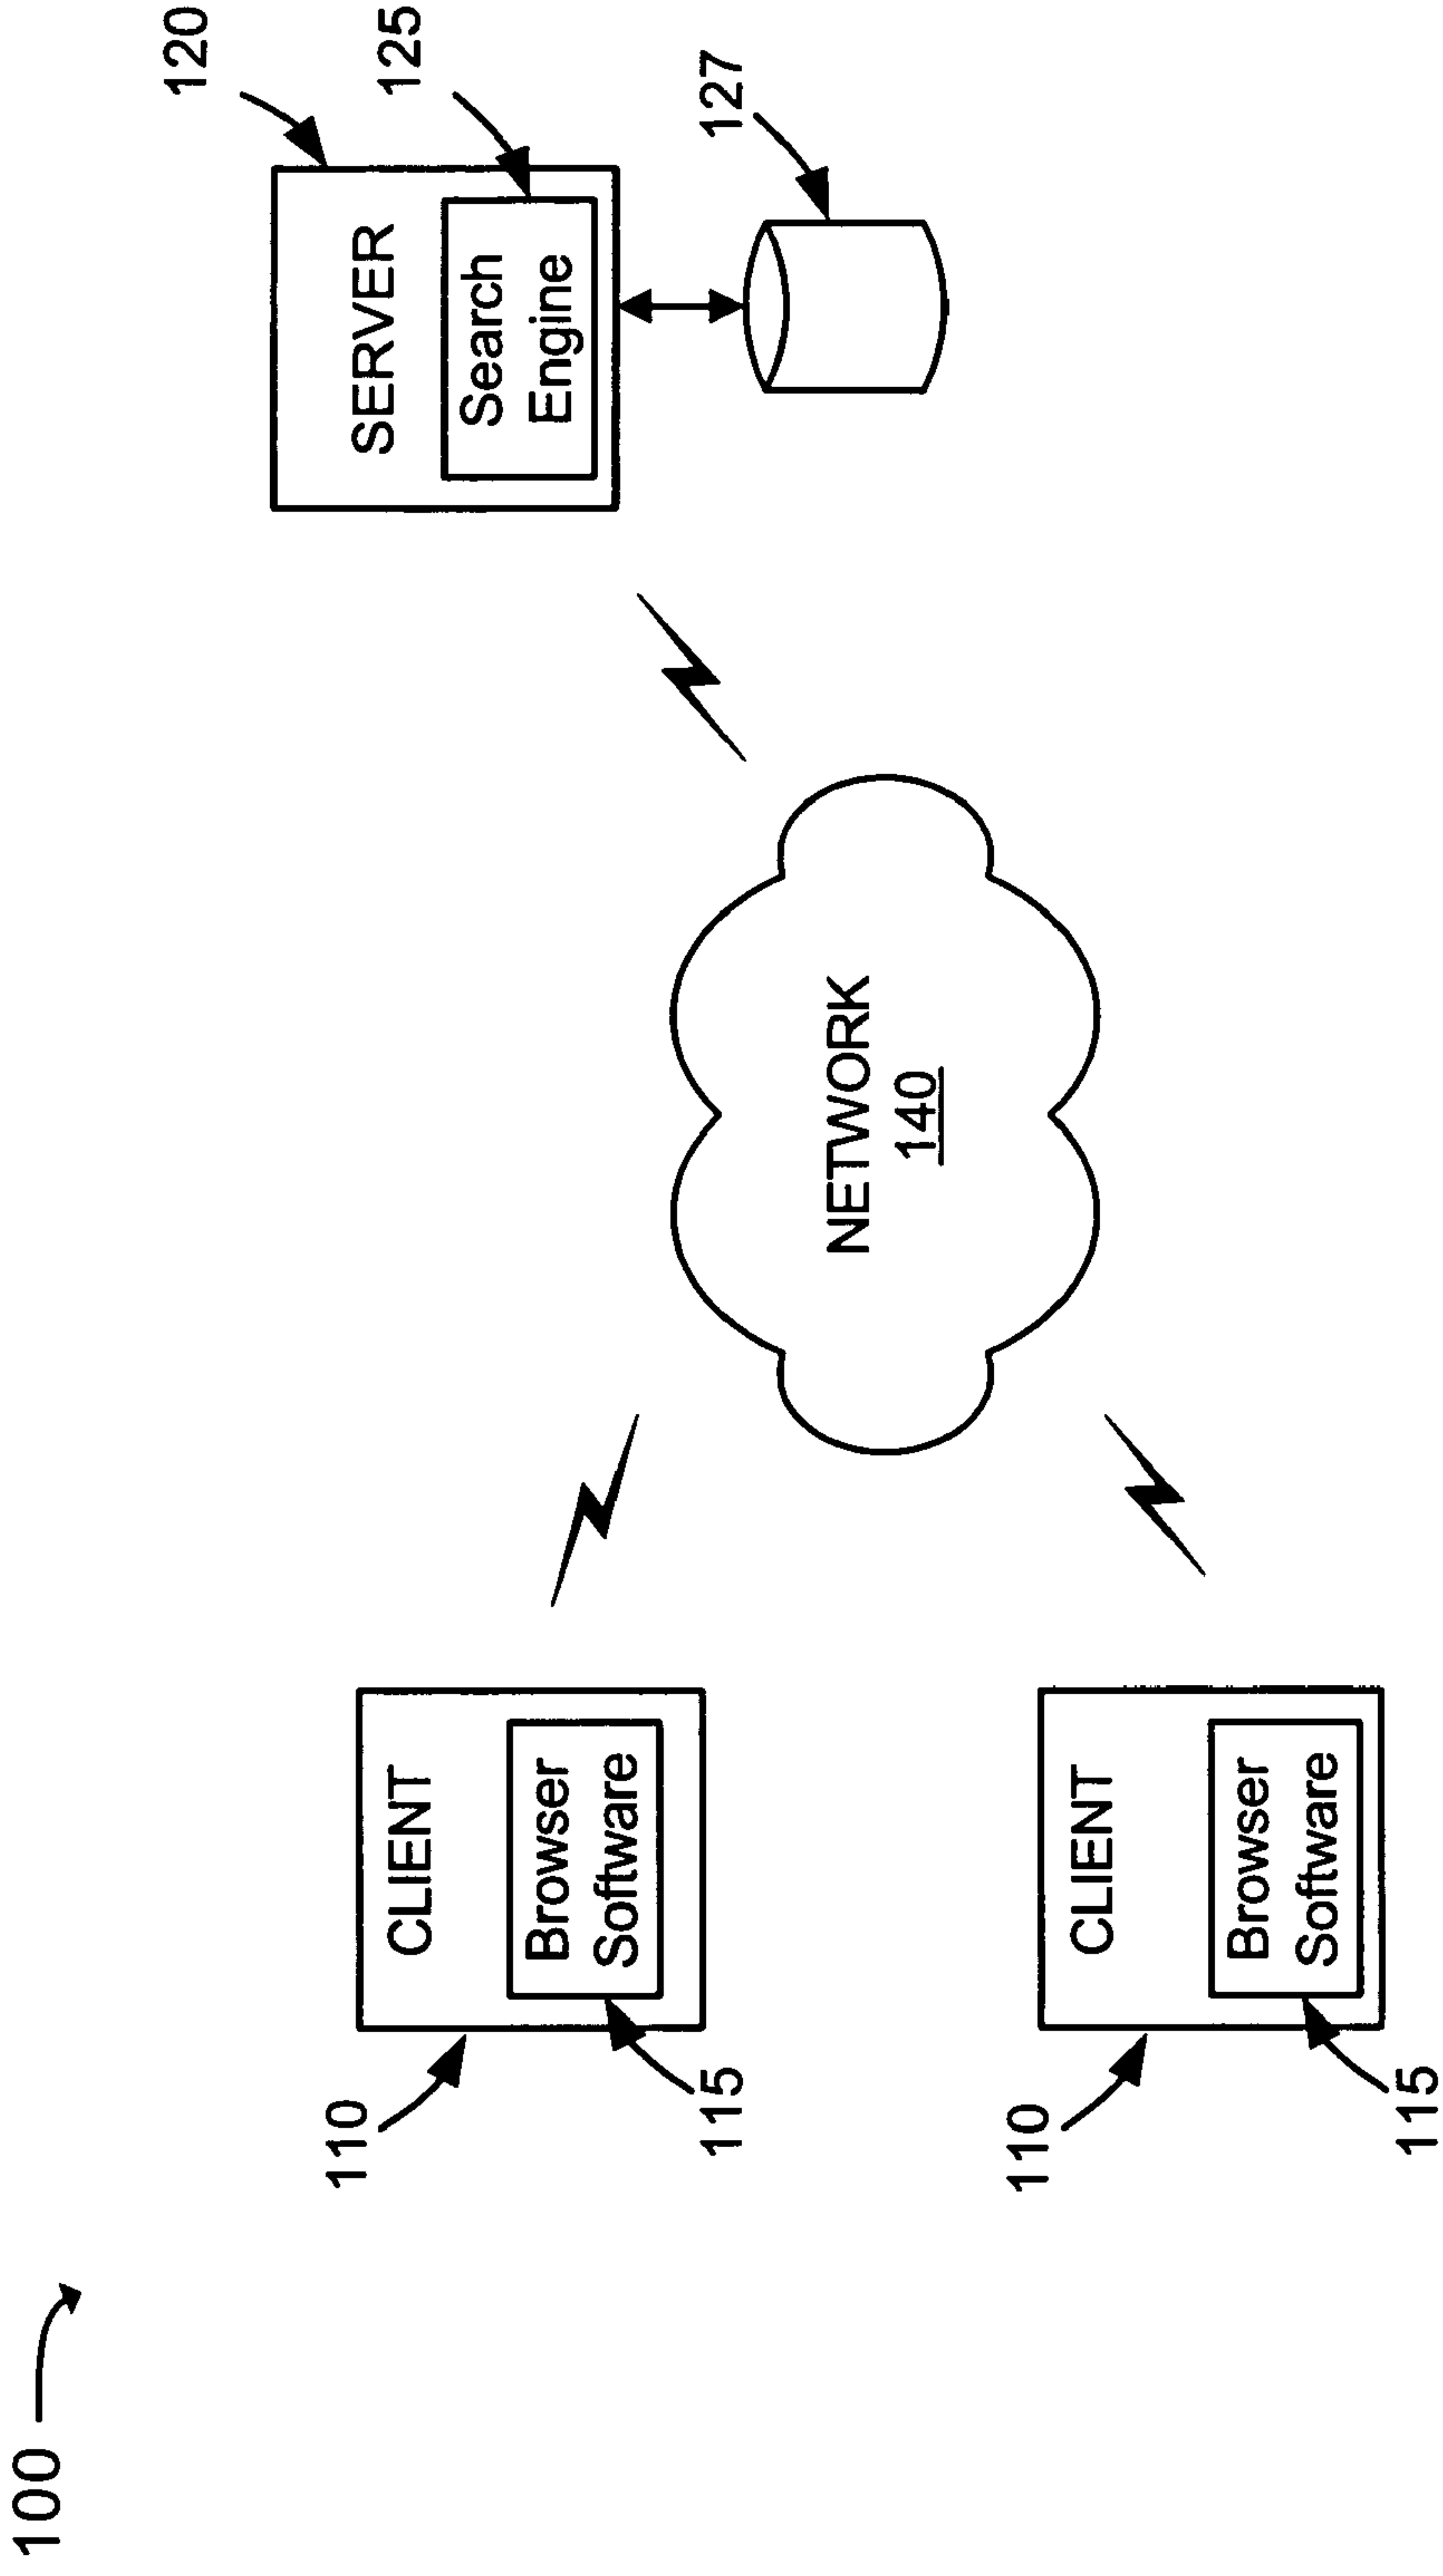 100
110
CLIENT
Browser
Software
115
110
CLIENT
Browser
Software
115
NETWORK
140
120
SERVER
125
Search
Engine
127